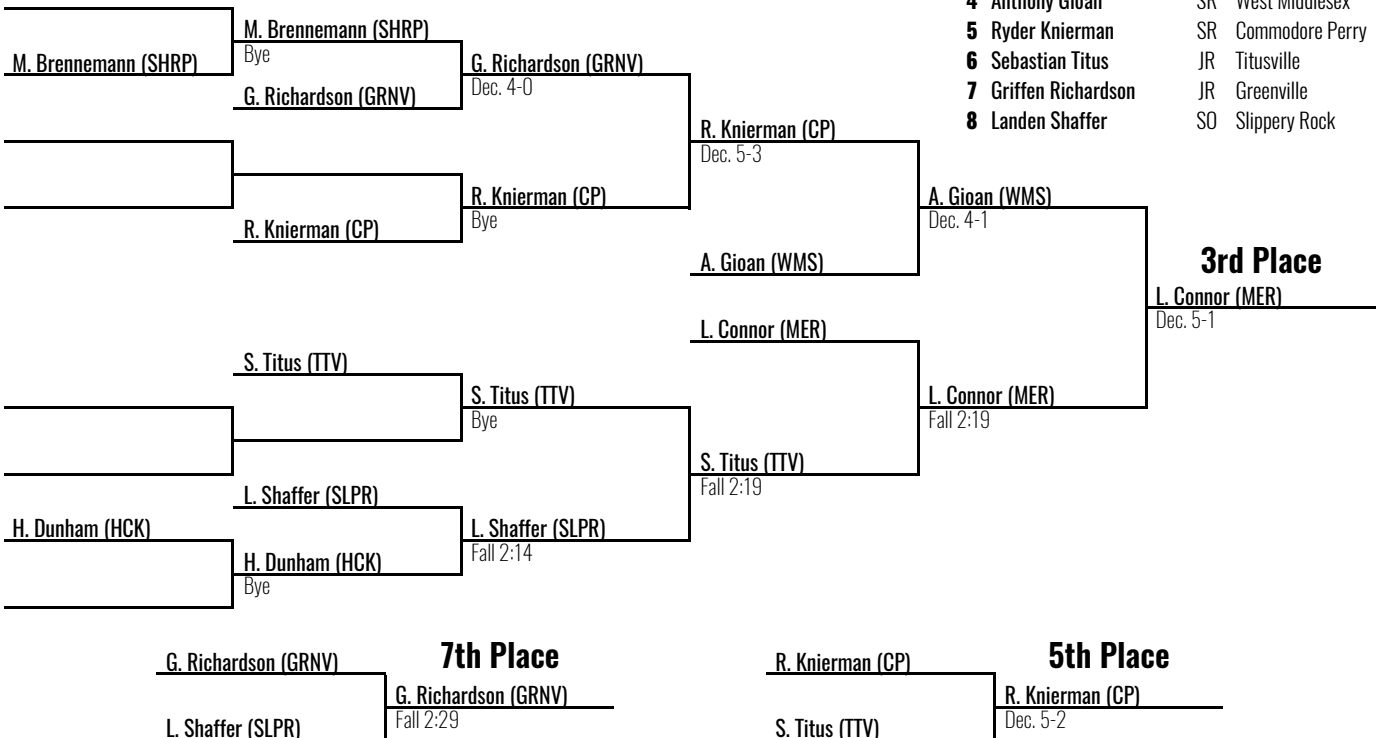 4 Anthony Gioan SR West Middlesex
5 Ryder Knierman SR Commodore Perry
6 Sebastian Titus JR Titusville
7 Griffen Richardson JR Greenville
8 Landen Shaffer SO Slippery Rock
M. Brennemann (SHRP)
M. Brennemann (SHRP)
Bye
G. Richardson (GRNV)
G. Richardson (GRNV)
Dec. 4-0
R. Knierman (CP)
R. Knierman (CP)
Bye
R. Knierman (CP)
Dec. 5-3
A. Gioan (WMS)
A. Gioan (WMS)
Dec. 4-1
3rd Place
L. Connor (MER)
Dec. 5-1
L. Connor (MER)
L. Connor (MER)
Fall 2:19
S. Titus (TTV)
S. Titus (TTV)
Bye
S. Titus (TTV)
Fall 2:19
L. Shaffer (SLPR)
L. Shaffer (SLPR)
Fall 2:14
H. Dunham (HCK)
H. Dunham (HCK)
Bye
7th Place
G. Richardson (GRNV)
G. Richardson (GRNV)
Fall 2:29
L. Shaffer (SLPR)
5th Place
R. Knierman (CP)
R. Knierman (CP)
Dec. 5-2
S. Titus (TTV)